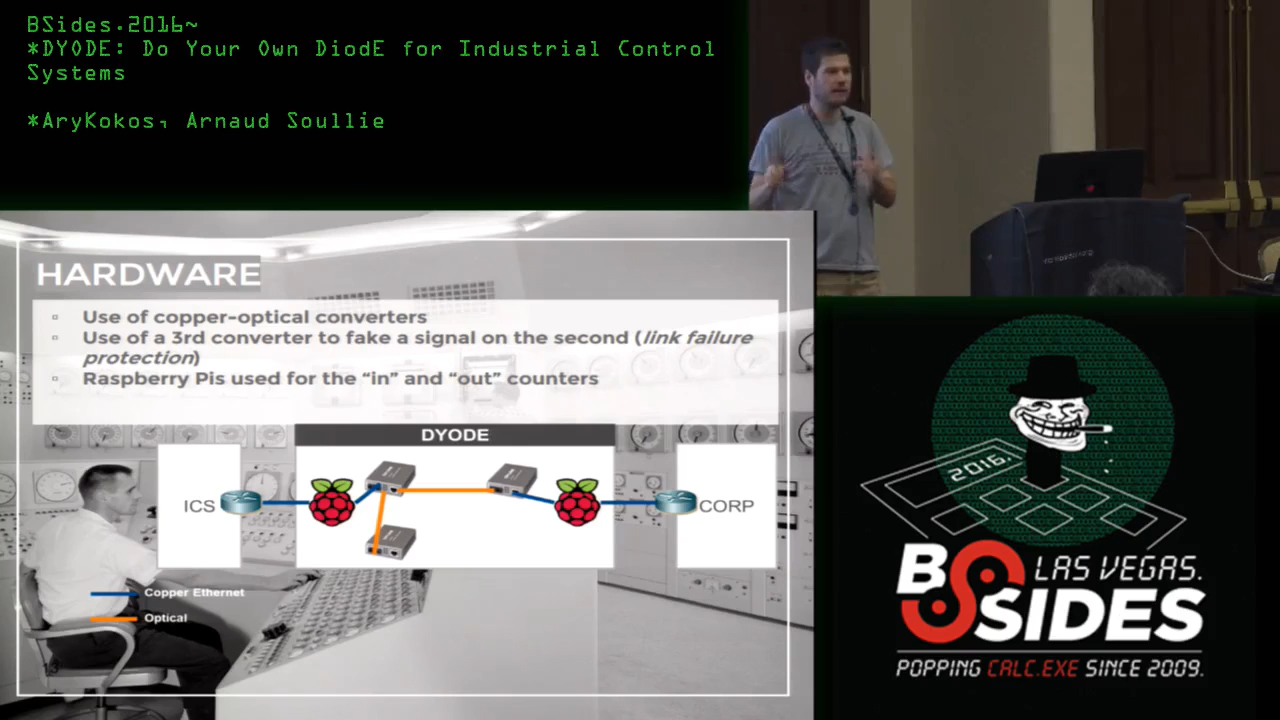 BSides.2016~
*DYODE: Do Your Own DiodE for Industrial Control
Systems
*AryKokos, Arnaud Soullie
HARDWARE
Use of copper-optical converters
Use of a 3rd converter to fake a signal on the second (link failure
protection)
Raspberry Pis used for the “in” and “out” counters
DYODE
ICS
CORP
Copper Ethernet
Optical
2016.
BSIDES
LAS VEGAS.
POPPING CALC.EXE SINCE 2009.